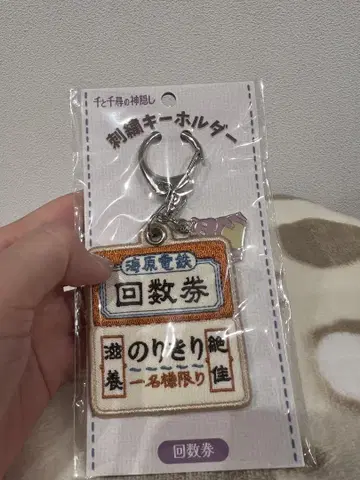 千と千尋の神隠し
刺繍キーホルダー
海原電鉄
回数券
滋養
のりきり
一名様限り
絶佳
回数券